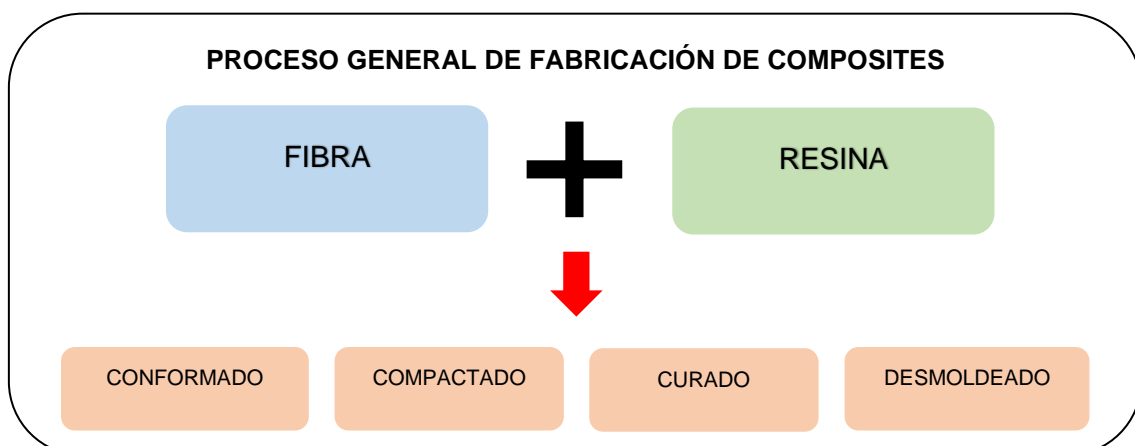 PROCESO GENERAL DE FABRICACIÓN DE COMPOSITES
FIBRA
RESINA
CONFORMADO
COMPACTADO
CURADO
DESMOLDEADO